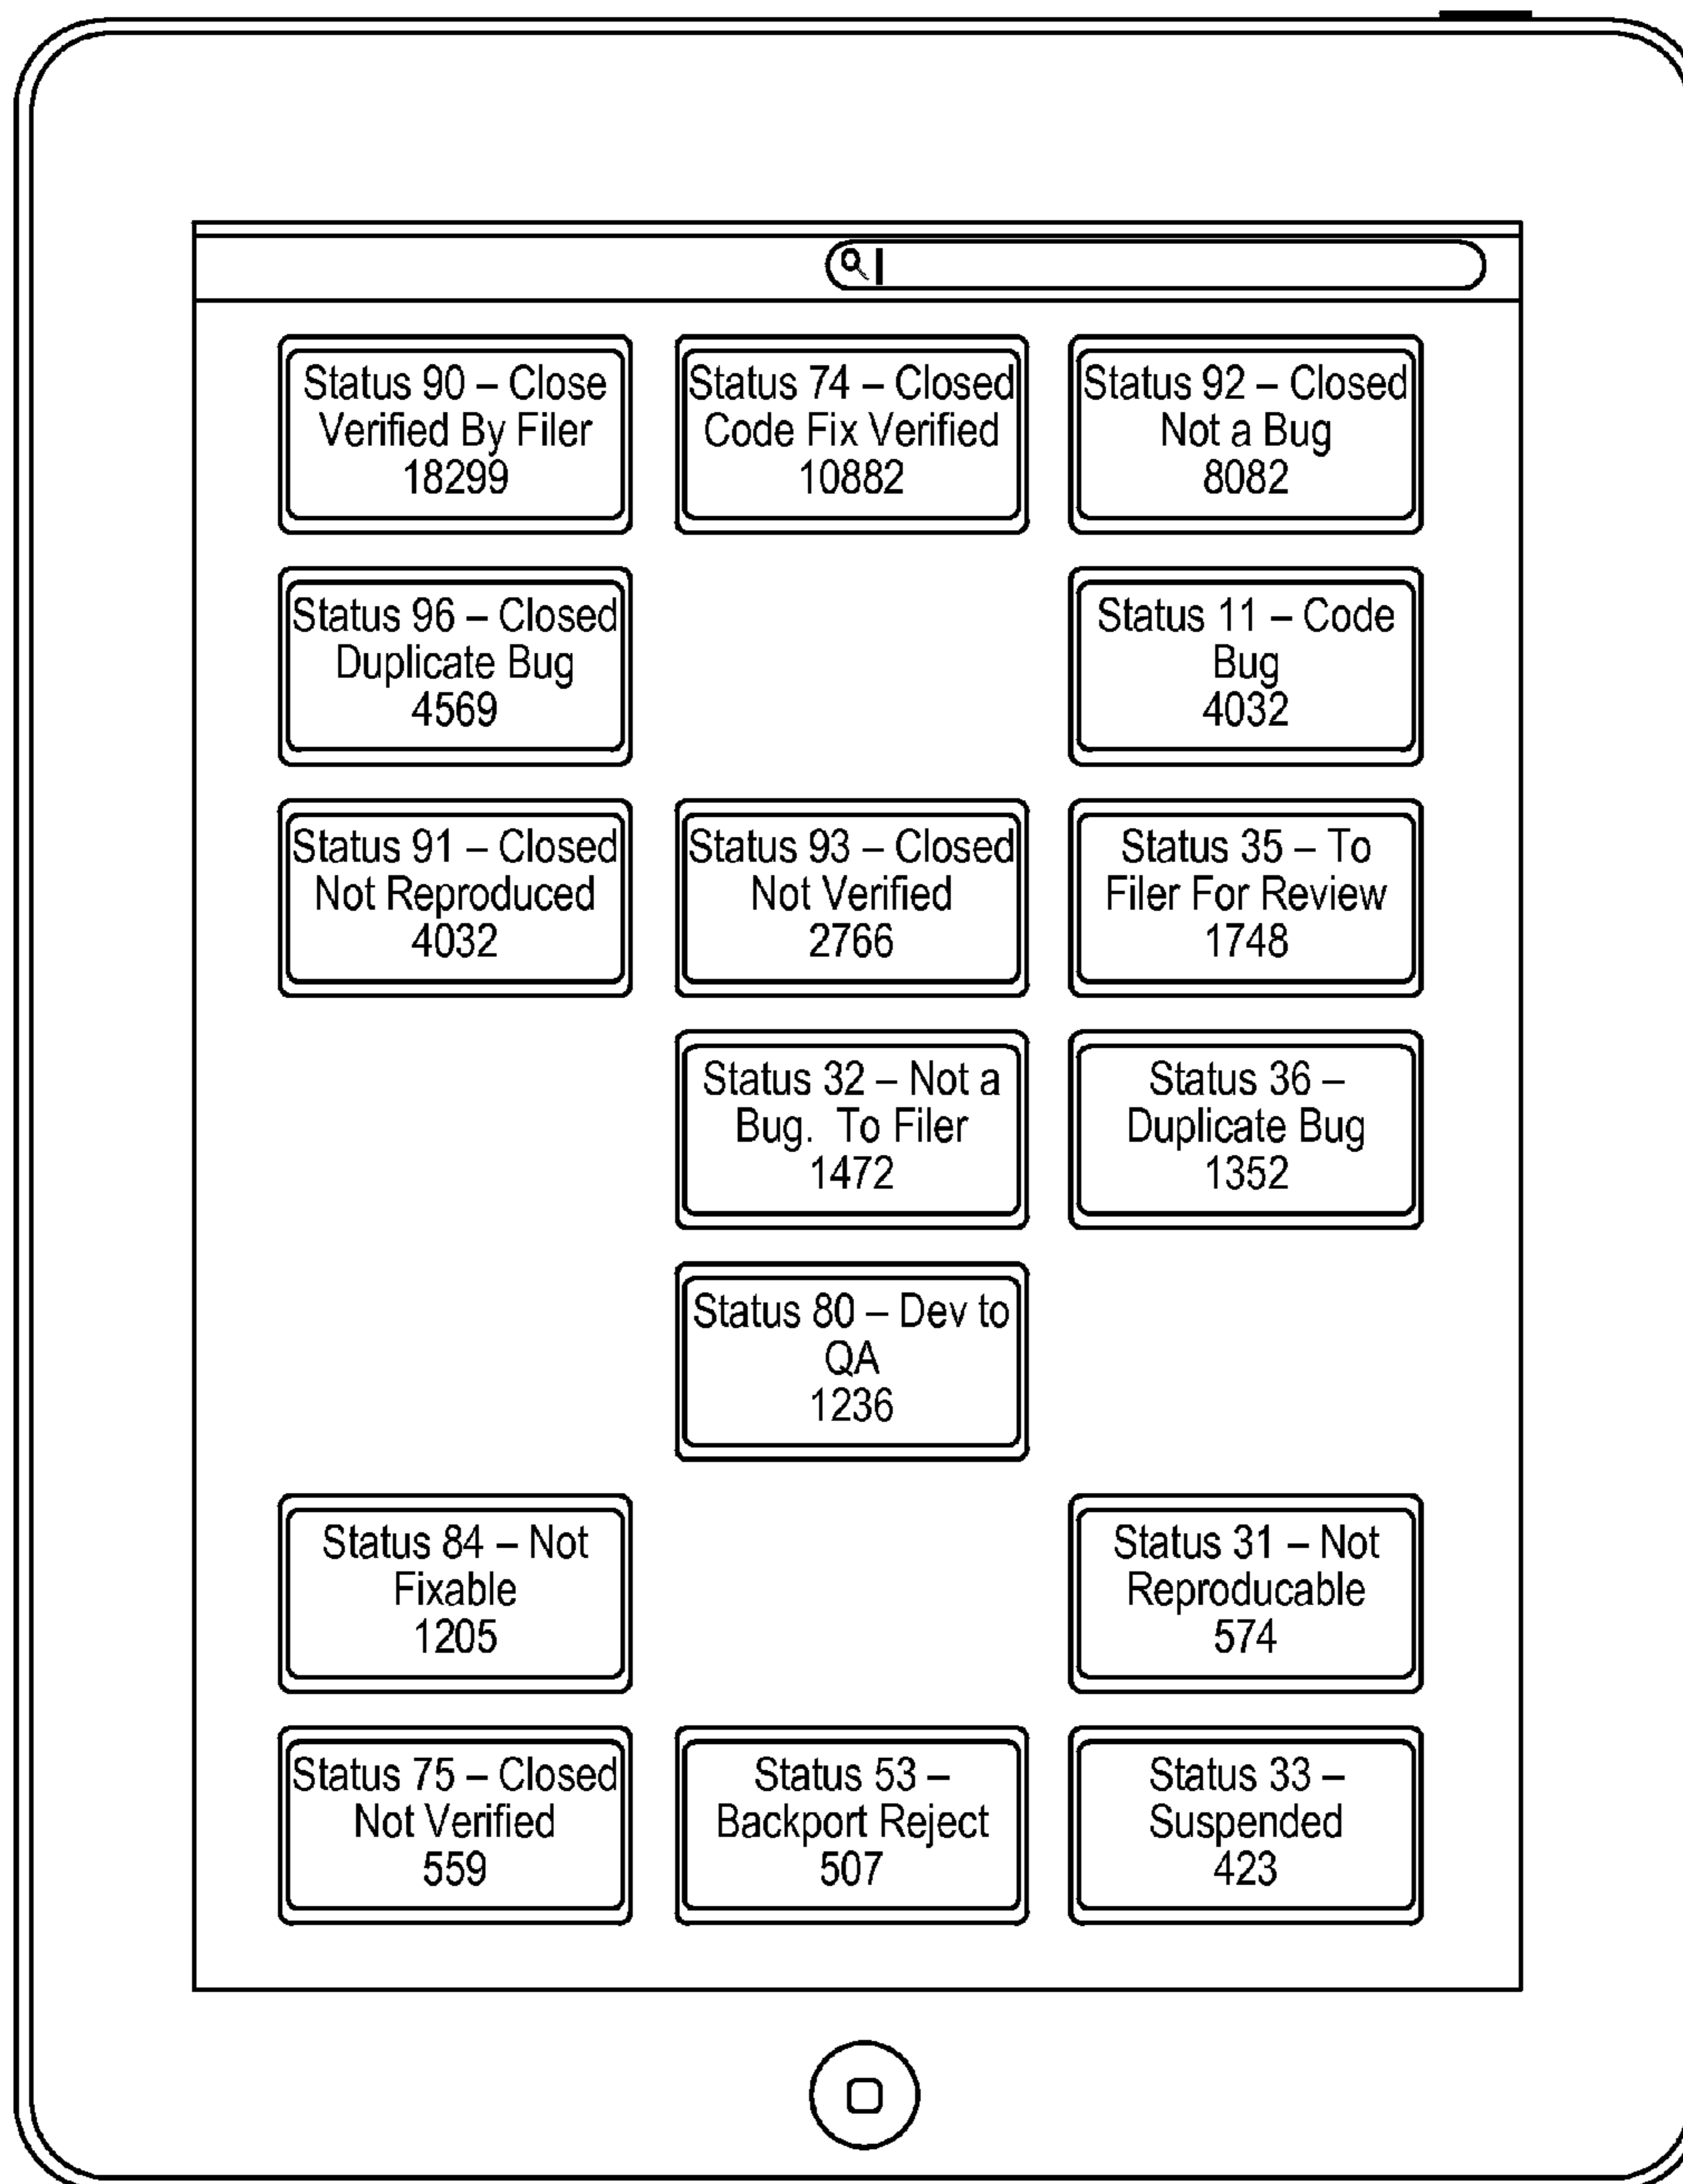 Status 90 – Close
Verified By Filer
18299
Status 74 – Closed
Code Fix Verified
10882
Status 92 – Closed
Not a Bug
8082
Status 96 – Closed
Duplicate Bug
4569
Status 11 – Code
Bug
4032
Status 91 – Closed
Not Reproduced
4032
Status 93 – Closed
Not Verified
2766
Status 35 – To
Filer For Review
1748
Status 32 – Not a
Bug.  To Filer
1472
Status 36 –
Duplicate Bug
1352
Status 80 – Dev to
QA
1236
Status 84 – Not
Fixable
1205
Status 31 – Not
Reproducable
574
Status 75 – Closed
Not Verified
559
Status 53 –
Backport Reject
507
Status 33 –
Suspended
423